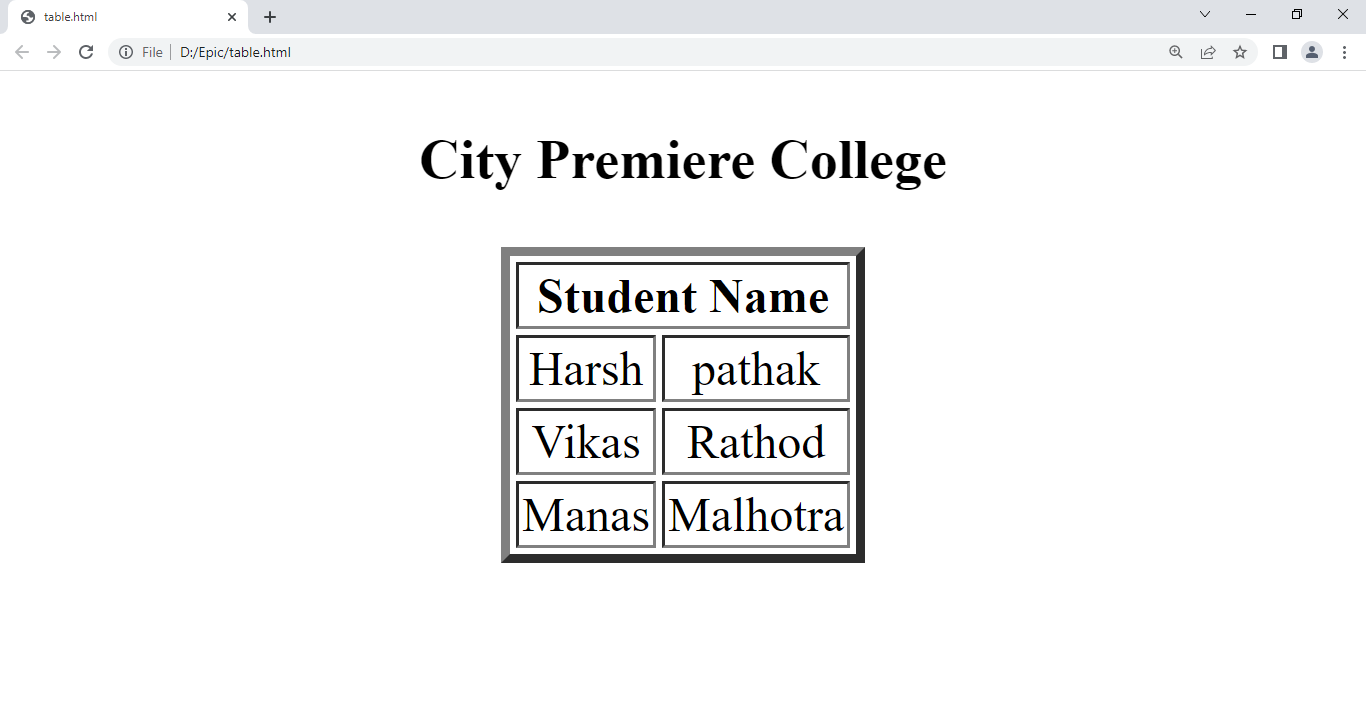 table.html
File D:/Epic/table.html
City Premiere College
Student Name
Harsh pathak
Vikas Rathod
Manas Malhotra